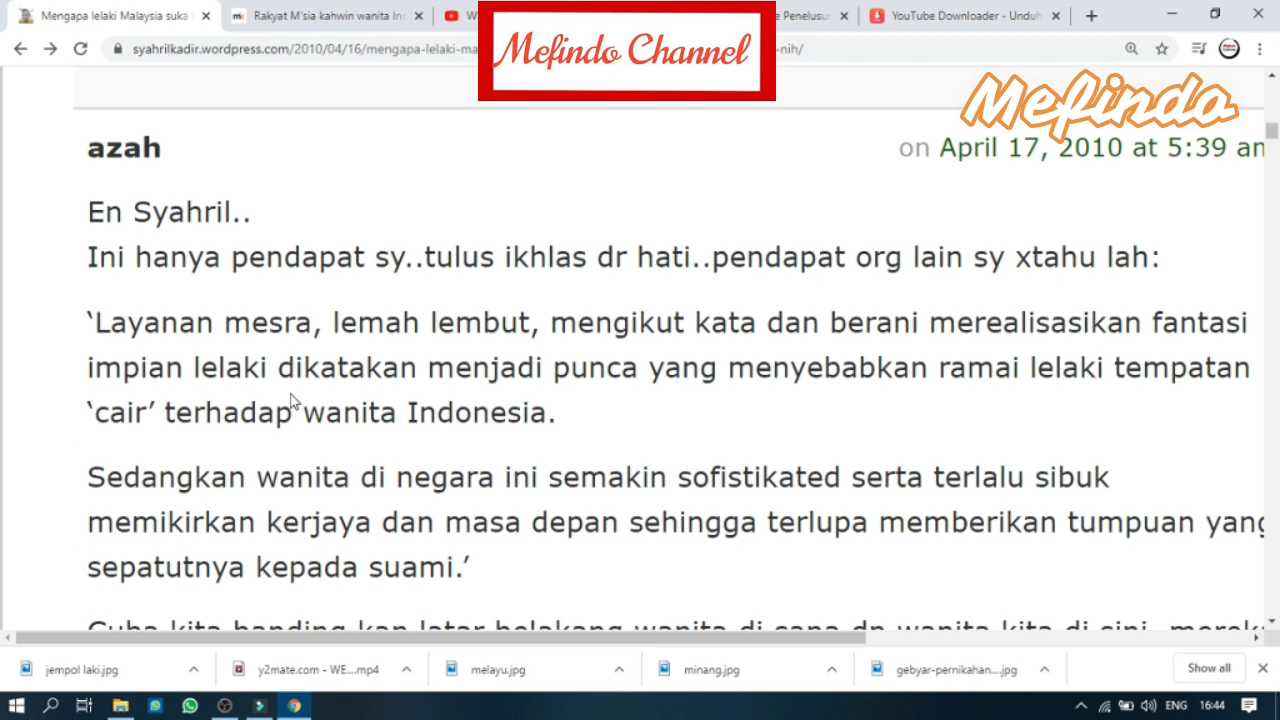 Mengapa lelaki Malaysia suka
Rakyat M'sia kahwin wanita Inc
YouTube Downloader - Unduh
syahrilkadir.wordpress.com/2010/04/16/mengapa-lelaki-ma
-nih/
Mefindo Channel
Mefindo
azah
on April 17, 2010 at 5:39 am
En Syahril..
Ini hanya pendapat sy..tulus ikhlas dr hati..pendapat org lain sy xtahu lah:
‘Layanan mesra, lemah lembut, mengikut kata dan berani merealisasikan fantasi
impian lelaki dikatakan menjadi punca yang menyebabkan ramai lelaki tempatan
‘cair’ terhadap wanita Indonesia.
Sedangkan wanita di negara ini semakin sofistikated serta terlalu sibuk
memikirkan kerjaya dan masa depan sehingga terlupa memberikan tumpuan yang
sepatutnya kepada suami.’
jempol laki.jpg
y2mate.com - WE....mp4
melayu.jpg
minang.jpg
gebyar-pernikahan....jpg
Show all
ENG
16:44